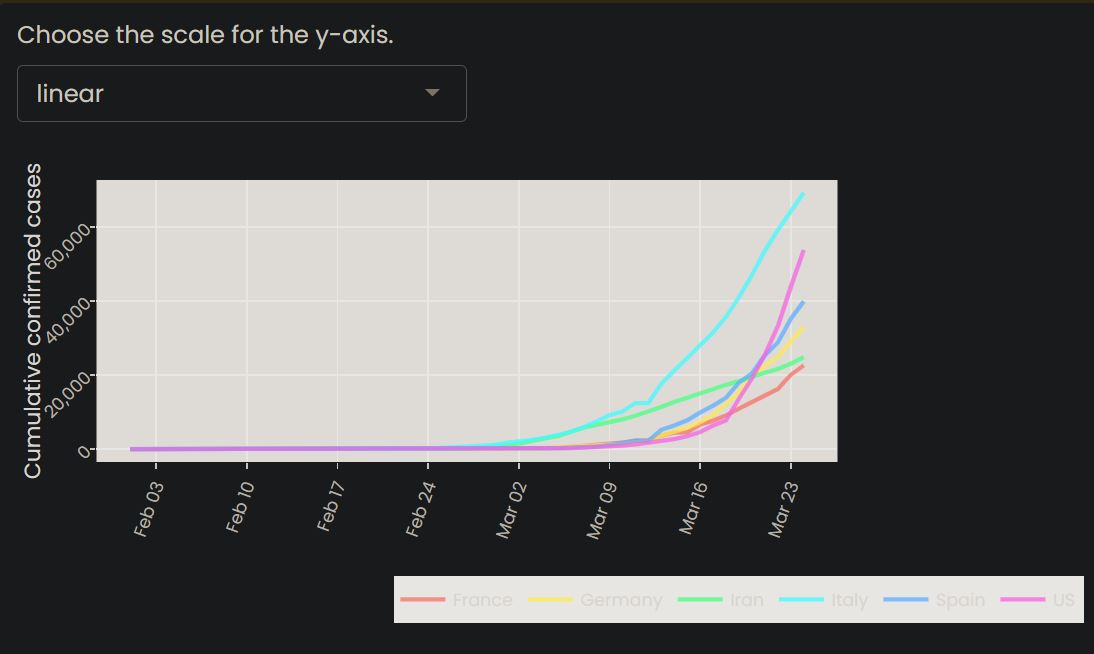 Choose the scale for the y-axis.
linear
Cumulative confirmed cases
60,000
40,000
20,000
0
Feb 03
Feb 10
Feb 17
Feb 24
Mar 02
Mar 09
Mar 16
Mar 23
France Germany Iran Italy Spain US